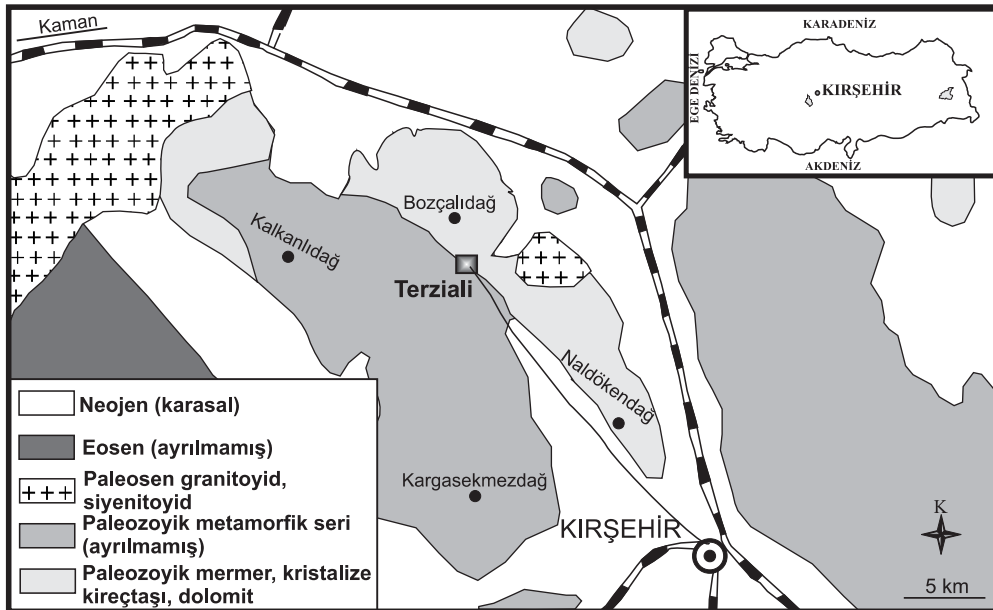 Kaman
KARADENİZ
EGE DENİZİ
KIRŞEHİR
AKDENİZ
Bozçalıdağ
Kalkanlıdağ
Terziali
Naldökendağ
Kargasekmezdağ
KIRŞEHİR
K
5 km
Neojen (karasal)
Eosen (ayrılmamış)
Paleosen granitoyid,
siyenitoyid
Paleozoyik metamorfik seri
(ayrılmamış)
Paleozoyik mermer, kristalize
kireçtaşı, dolomit